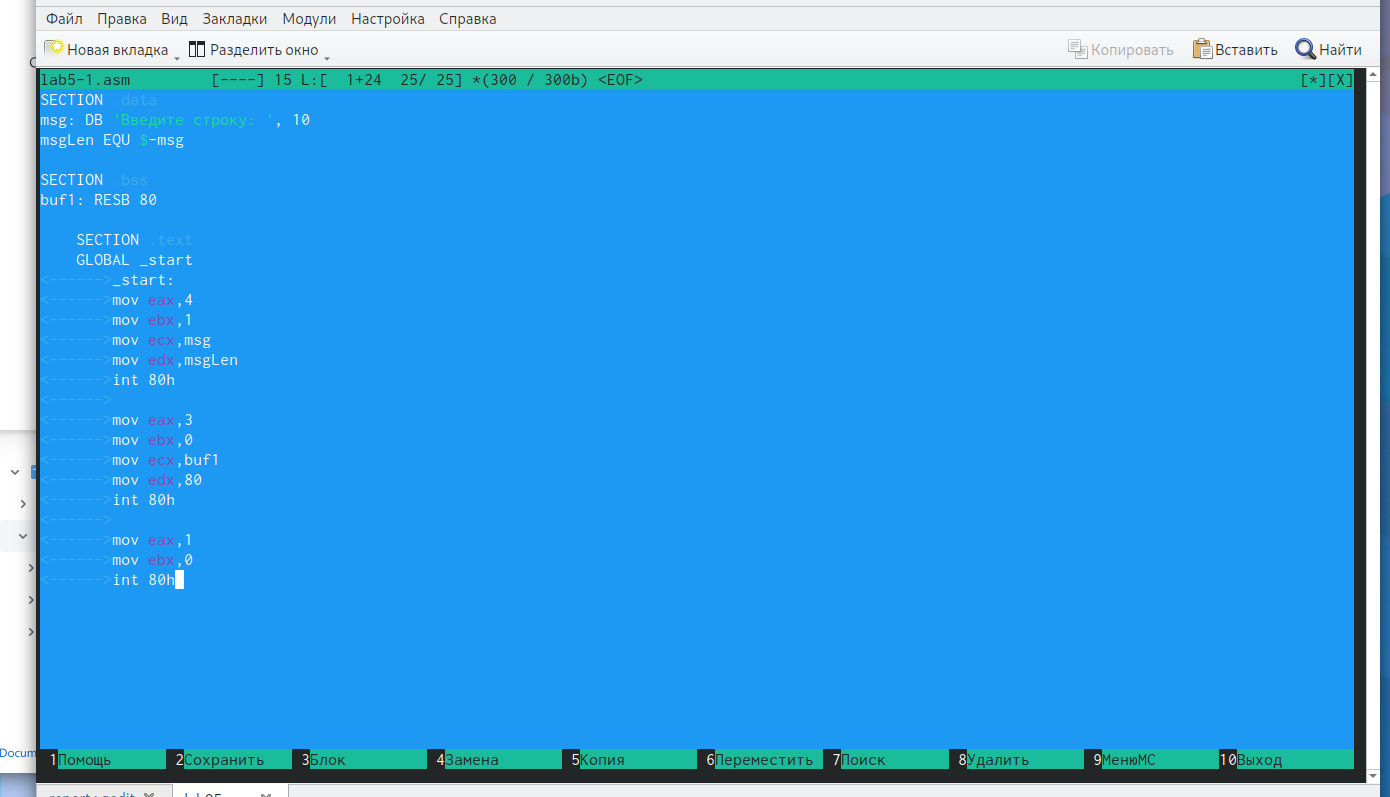 Файл Правка Вид Закладки Модули Настройка Справка
Новая вкладка Разделить окно Копировать Вставить Найти
lab5-1.asm [----] 15 L:[ 1+24 25/ 25] *(300 / 300b) <EOF> [*][X]
SECTION .data
msg: DB 'Введите строку: ', 10
msgLen EQU $-msg
SECTION .bss
buf1: RESB 80
SECTION .text
GLOBAL _start
<------>_start:
<------>mov eax,4
<------>mov ebx,1
<------>mov ecx,msg
<------>mov edx,msgLen
<------>int 80h
<------>
<------>mov eax,3
<------>mov ebx,0
<------>mov ecx,buf1
<------>mov edx,80
<------>int 80h
<------>
<------>mov eax,1
<------>mov ebx,0
<------>int 80h
Docum
1Помощь 2Сохранить 3Блок 4Замена 5Копия 6Переместить 7Поиск 8Удалить 9МенюMC 10Выход